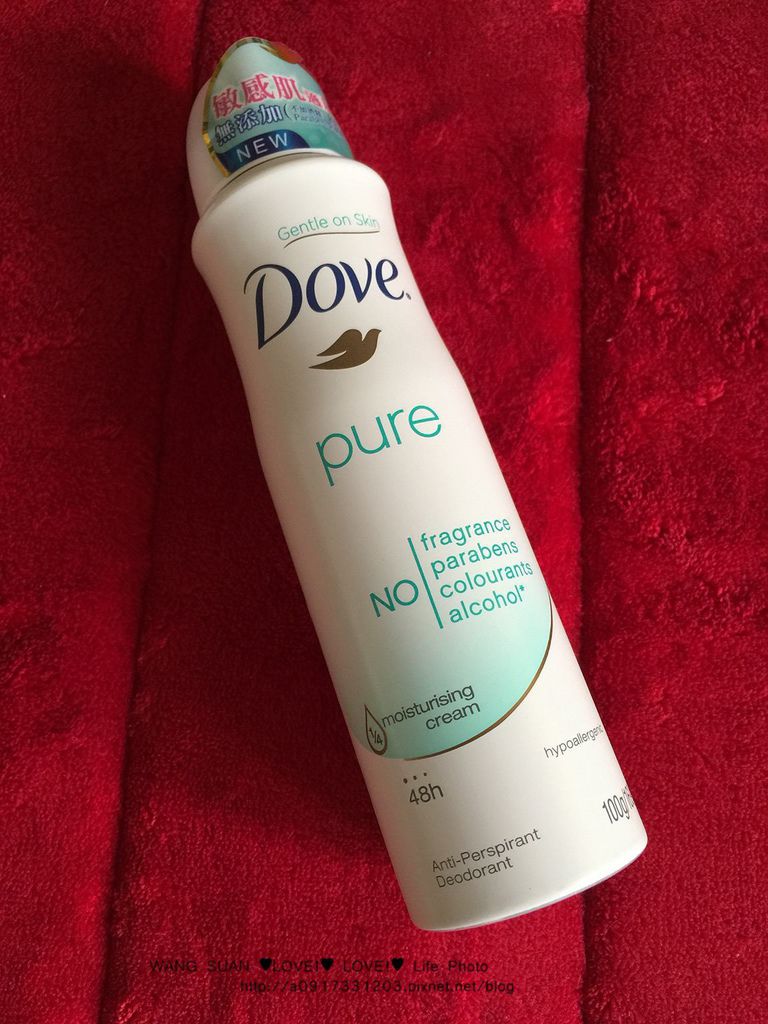 敏感肌
無添加
NEW
Gentle on Skin
Dove.
pure
NO
fragrance
parabens
colourants
alcohol*
1/4
moisturising
cream
48h
hypoallergenic
100g/
Anti-Perspirant
Deodorant
WANG SUAN ♥LOVE!♥ LOVE!♥ Life Photo
http://a0917331203.pixnet.net/blog